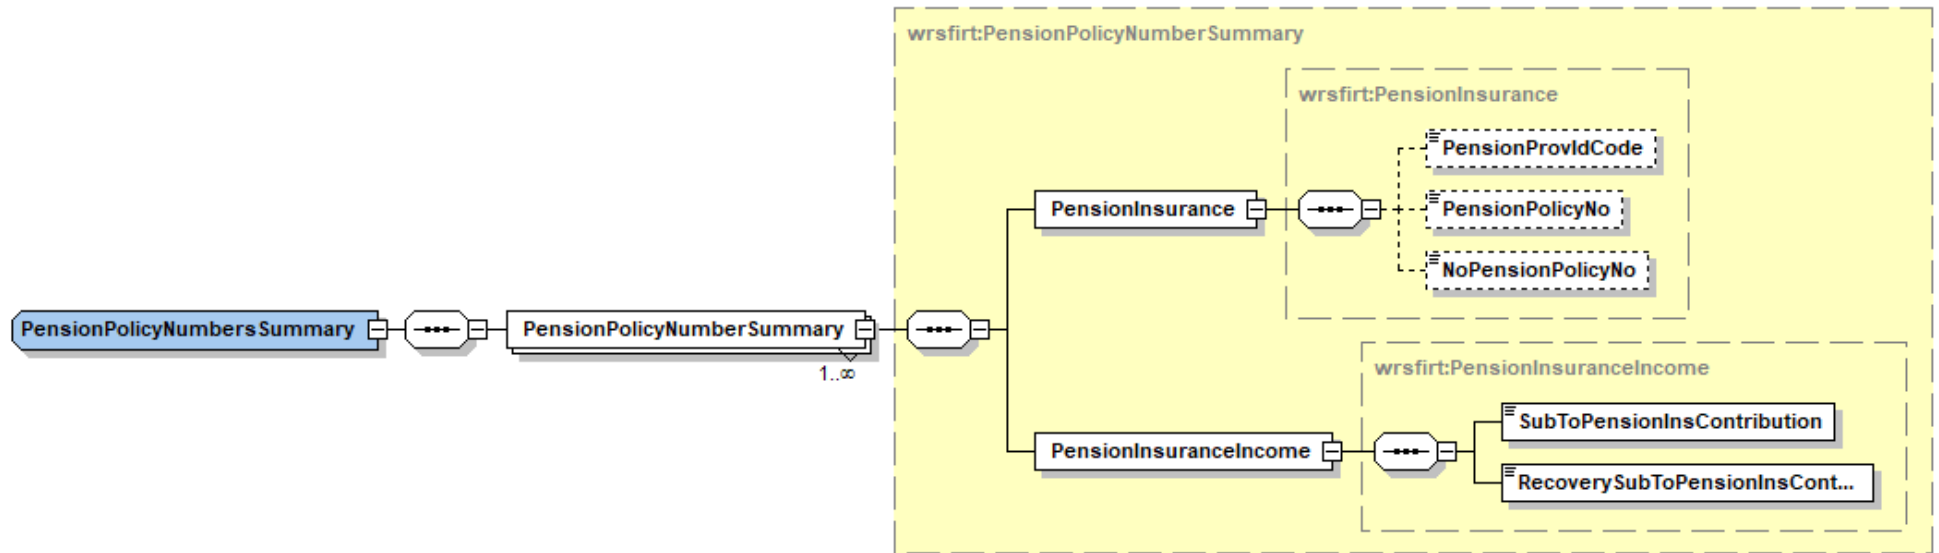 wrsfirt:PensionPolicyNumberSummary
wrsfirt:PensionInsurance
PensionProvIdCode
PensionInsurance
PensionPolicyNo
NoPensionPolicyNo
PensionPolicyNumbersSummary
PensionPolicyNumberSummary
1..∞
wrsfirt:PensionInsuranceIncome
SubToPensionInsContribution
PensionInsuranceIncome
RecoverySubToPensionInsCont...